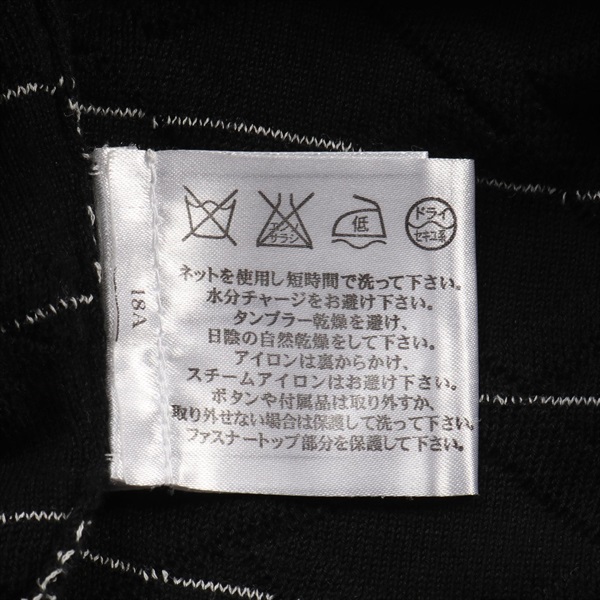 エンソ
サラシ
低
ドライ
セキユ系
ネットを使用し短時間で洗って下さい。
水分チャージをお避け下さい。
タンブラー乾燥を避け、
日陰の自然乾燥をして下さい。
アイロンは裏からかけ、
スチームアイロンはお避け下さい。
ボタンや付属品は取り外すか、
取り外せない場合は保護して洗って下さい。
ファスナートップ部分を保護して下さい。
18A